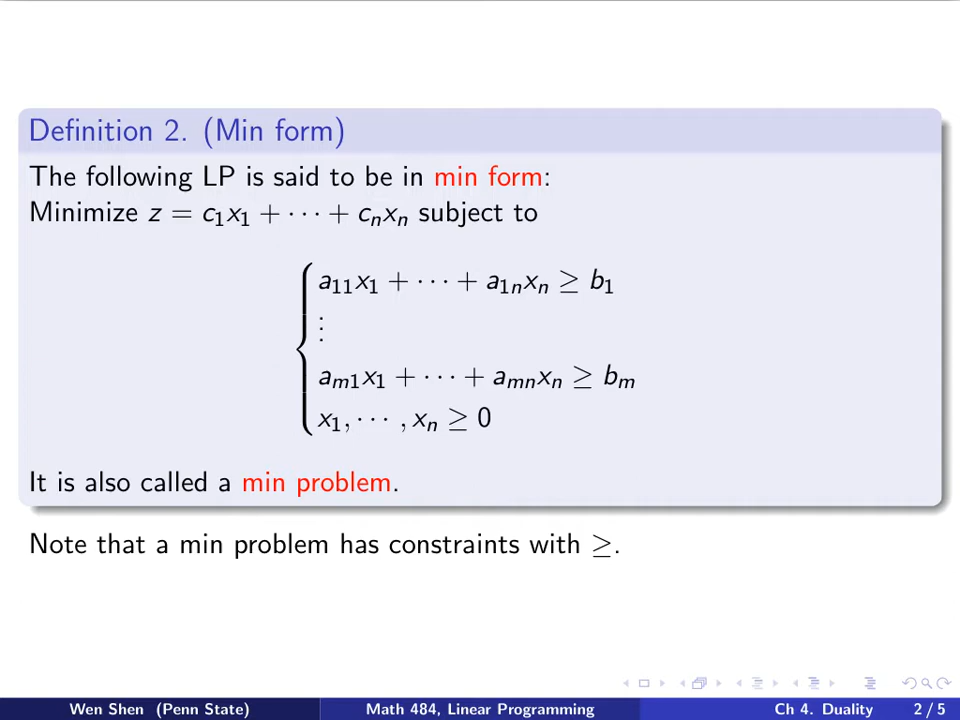 Definition 2. (Min form)
The following LP is said to be in min form:
Minimize z = c₁x₁ + ··· + cₙxₙ subject to
a₁₁x₁ + ··· + a₁ₙxₙ ≥ b₁
⋮
aₘ₁x₁ + ··· + aₘₙxₙ ≥ bₘ
x₁, ··· , xₙ ≥ 0
It is also called a min problem.
Note that a min problem has constraints with ≥.
Wen Shen (Penn State) Math 484, Linear Programming Ch 4. Duality 2 / 5